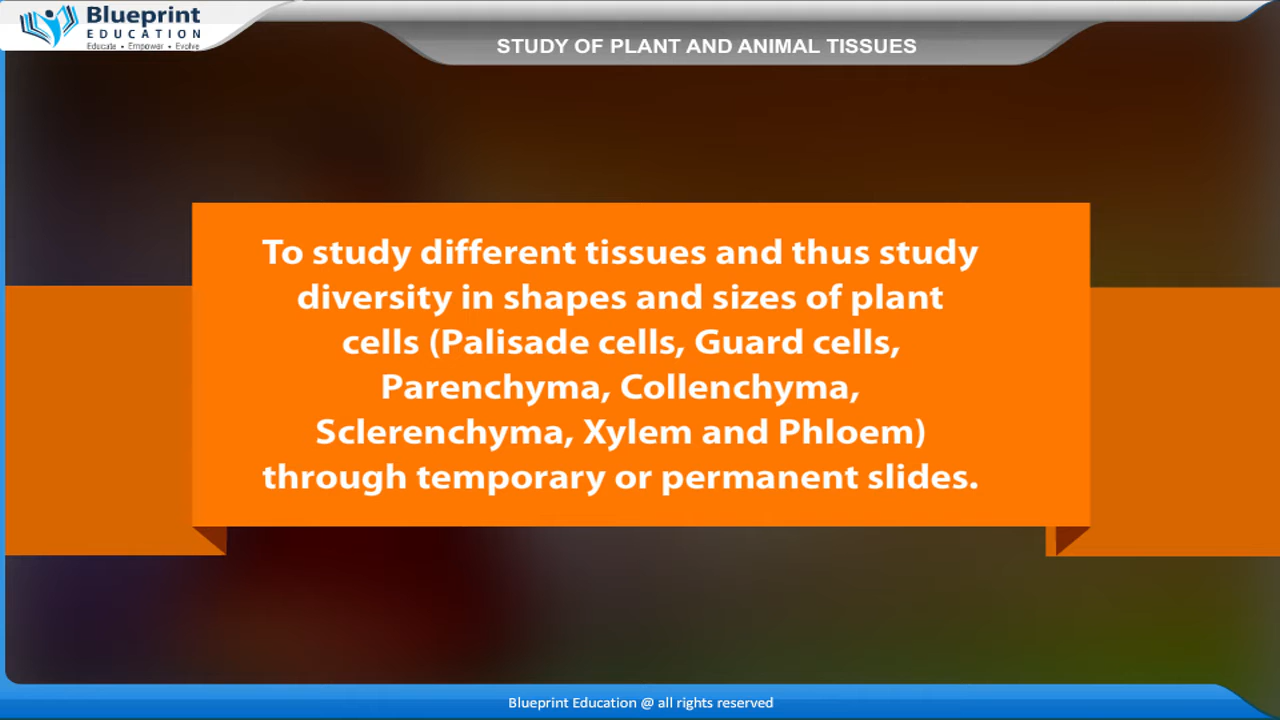 Blueprint
EDUCATION
Educate • Empower • Evolve
STUDY OF PLANT AND ANIMAL TISSUES
To study different tissues and thus study
diversity in shapes and sizes of plant
cells (Palisade cells, Guard cells,
Parenchyma, Collenchyma,
Sclerenchyma, Xylem and Phloem)
through temporary or permanent slides.
Blueprint Education @ all rights reserved